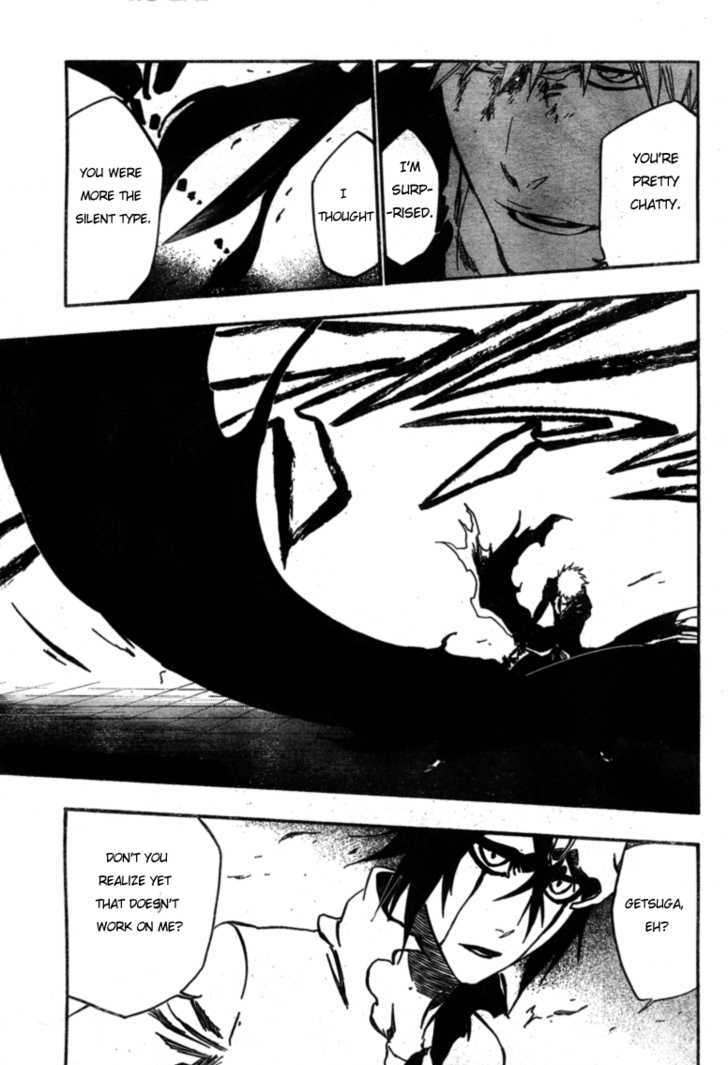 YOU'RE
PRETTY
CHATTY.
I'M
SURP-
-RISED.
I
THOUGHT
YOU WERE
MORE THE
SILENT TYPE.
GETSUGA,
EH?
DON'T YOU
REALIZE YET
THAT DOESN'T
WORK ON ME?